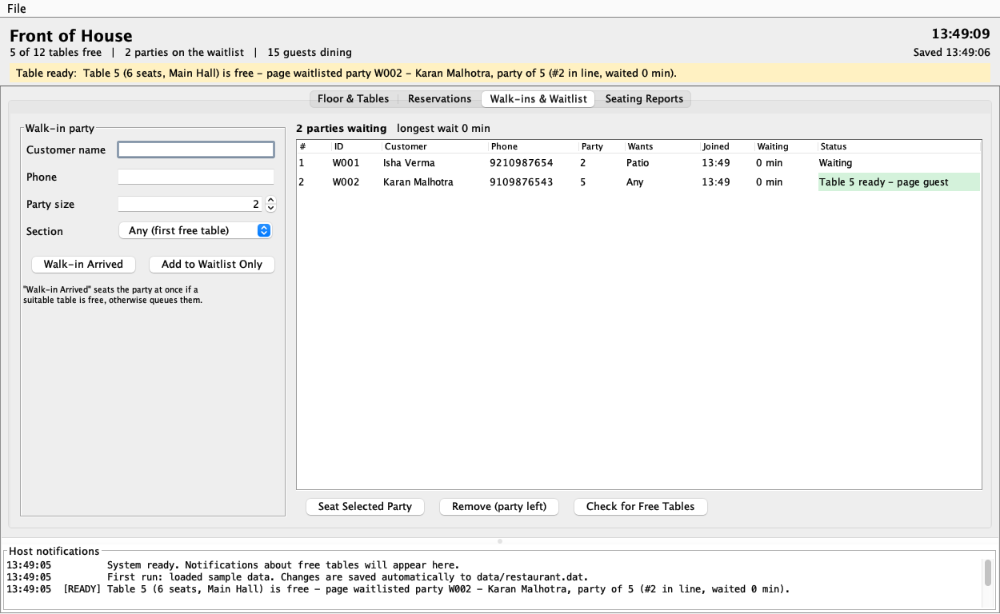 File
Front of House
13:49:09
5 of 12 tables free | 2 parties on the waitlist | 15 guests dining
Saved 13:49:06
Table ready: Table 5 (6 seats, Main Hall) is free – page waitlisted party W002 – Karan Malhotra, party of 5 (#2 in line, waited 0 min).
Floor & Tables Reservations Walk-ins & Waitlist Seating Reports
Walk-in party
Customer name
Phone
Party size 2
Section Any (first free table)
Walk-in Arrived Add to Waitlist Only
"Walk-in Arrived" seats the party at once if a
suitable table is free, otherwise queues them.
2 parties waiting longest wait 0 min
# ID Customer Phone Party Wants Joined Waiting Status
1 W001 Isha Verma 9210987654 2 Patio 13:49 0 min Waiting
2 W002 Karan Malhotra 9109876543 5 Any 13:49 0 min Table 5 ready – page guest
Seat Selected Party Remove (party left) Check for Free Tables
Host notifications
13:49:05 System ready. Notifications about free tables will appear here.
13:49:05 First run: loaded sample data. Changes are saved automatically to data/restaurant.dat.
13:49:05 [READY] Table 5 (6 seats, Main Hall) is free – page waitlisted party W002 – Karan Malhotra, party of 5 (#2 in line, waited 0 min).